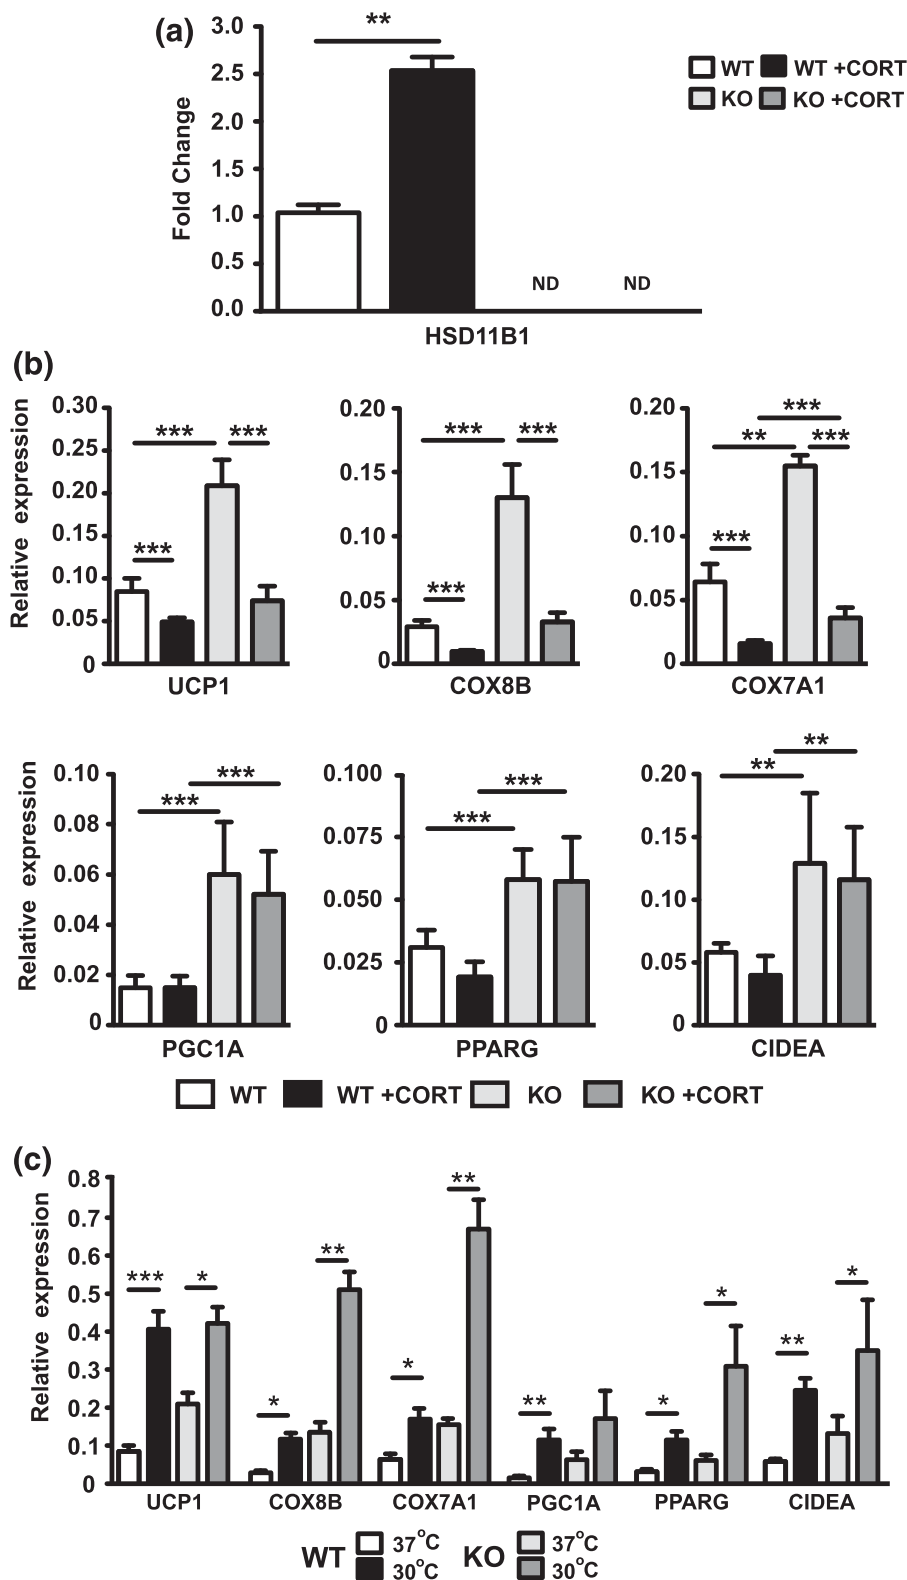 (a)
3.0
2.5
2.0
1.5
1.0
0.5
0.0
Fold Change
**
ND ND
HSD11B1
WT WT +CORT
KO KO +CORT
(b)
Relative expression
0.30
0.25
0.20
0.15
0.10
0.05
0
*** ***
***
UCP1
0.20
0.15
0.10
0.05
0
*** ***
***
COX8B
0.20
0.15
0.10
0.05
0
***
** ***
***
COX7A1
Relative expression
0.10
0.08
0.06
0.04
0.02
0
***
***
PGC1A
0.100
0.075
0.050
0.025
0
***
***
PPARG
0.20
0.15
0.10
0.05
0
**
**
CIDEA
WT WT +CORT KO KO +CORT
(c)
Relative expression
0.8
0.7
0.6
0.5
0.4
0.3
0.2
0.1
0
*** * * ** * ** ** * * ** *
UCP1 COX8B COX7A1 PGC1A PPARG CIDEA
WT 37°C KO 37°C
30°C 30°C